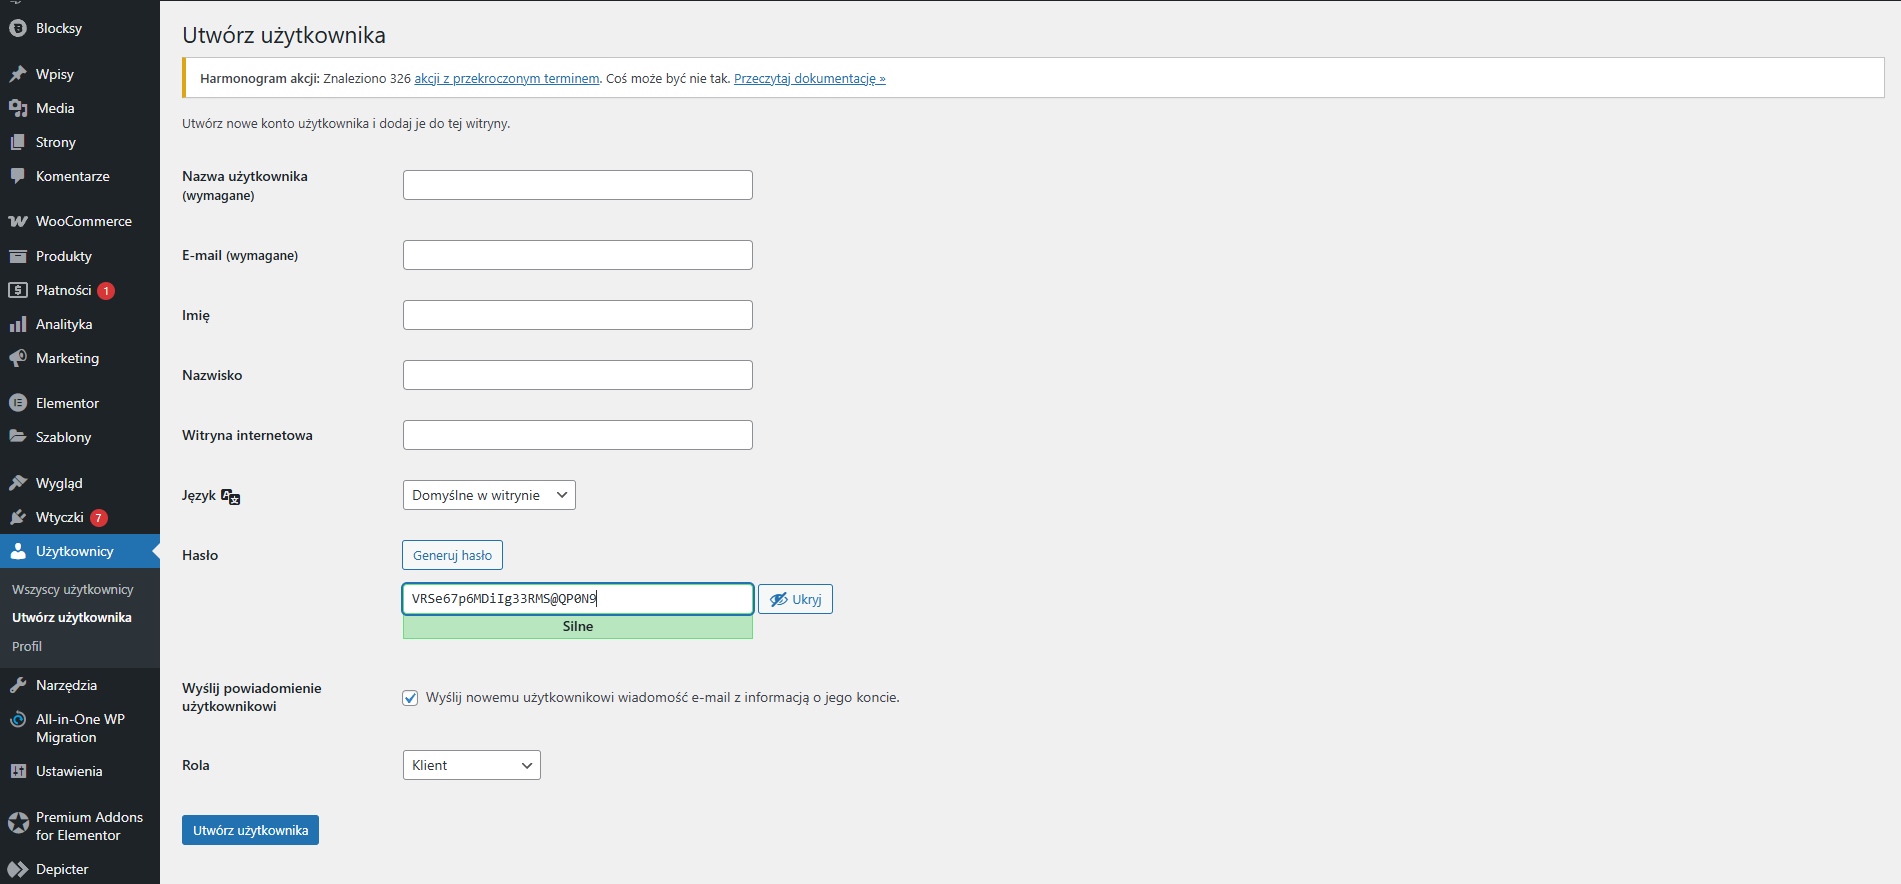 Blocksy
Wpisy
Media
Strony
Komentarze
WooCommerce
Produkty
Płatności 1
Analityka
Marketing
Elementor
Szablony
Wygląd
Wtyczki 7
Użytkownicy
Wszyscy użytkownicy
Utwórz użytkownika
Profil
Narzędzia
All-in-One WP
Migration
Ustawienia
Premium Addons
for Elementor
Depicter
Utwórz użytkownika
Harmonogram akcji: Znaleziono 326 akcji z przekroczonym terminem. Coś może być nie tak. Przeczytaj dokumentację »
Utwórz nowe konto użytkownika i dodaj je do tej witryny.
Nazwa użytkownika
(wymagane)
E-mail (wymagane)
Imię
Nazwisko
Witryna internetowa
Język
Domyślne w witrynie
Hasło
Generuj hasło
VRSe67p6MDiIg33RMS@QP0N9
Ukryj
Silne
Wyślij powiadomienie
użytkownikowi
Wyślij nowemu użytkownikowi wiadomość e-mail z informacją o jego koncie.
Rola
Klient
Utwórz użytkownika